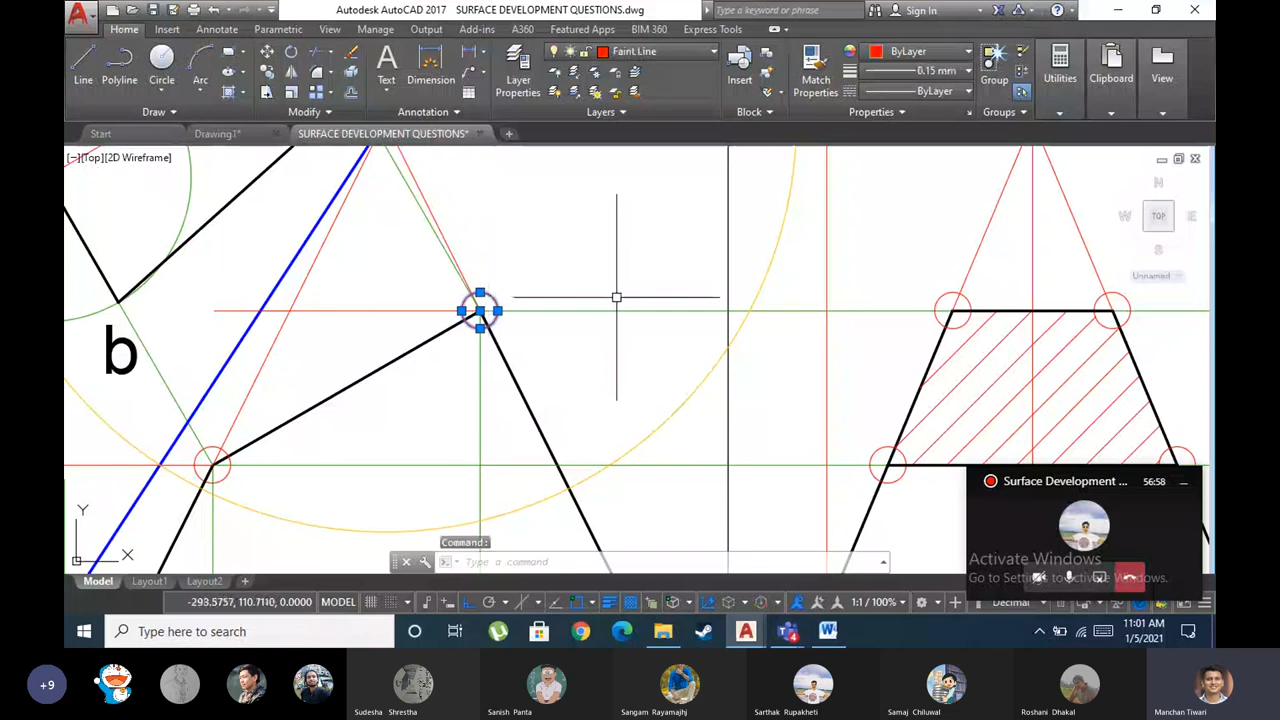 Autodesk AutoCAD 2017 SURFACE DEVELOPMENT QUESTIONS.dwg
Type a keyword or phrase
Sign In
Home Insert Annotate Parametric View Manage Output Add-ins A360 Featured Apps BIM 360 Express Tools
Line Polyline Circle Arc
Text Dimension
Layer Properties
Faint Line
Insert
Match Properties
ByLayer
0.15 mm
ByLayer
Group
Utilities
Clipboard
View
Draw Modify Annotation Layers Block Properties Groups
Start Drawing1* SURFACE DEVELOPMENT QUESTIONS*
[−][Top][2D Wireframe]
N
W TOP E
S
Unnamed
b
Y
X
Surface Development ... 56:58
Activate Windows
Go to Settings to activate Windows.
Command:
Type a command
Model Layout1 Layout2
-293.5757, 110.7110, 0.0000 MODEL 1:1 / 100% Decimal
Type here to search
11:01 AM
1/5/2021
+9
Sudesha Shrestha
Sanish Panta
Sangam Rayamajhi
Sarthak Rupakheti
Samaj Chiluwal
Roshani Dhakal
Manchan Tiwari